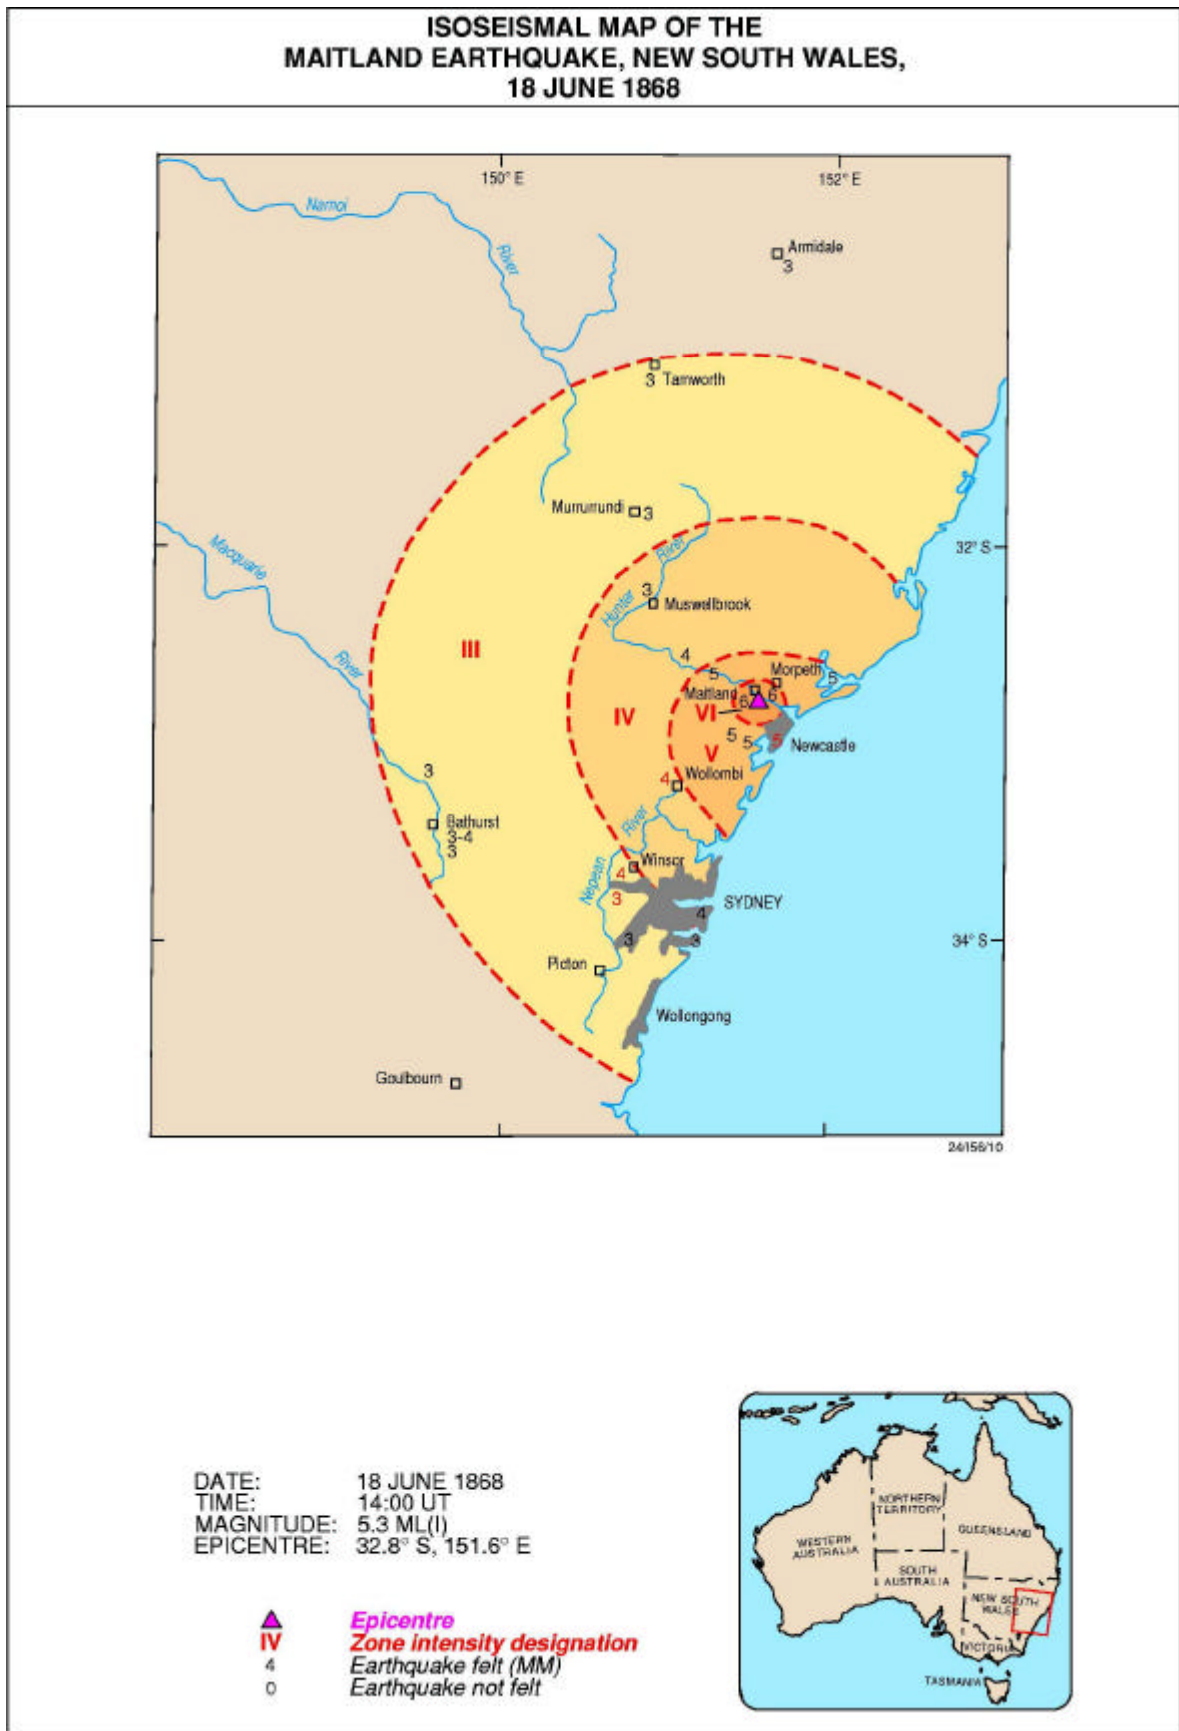 ISOSEISMAL MAP OF THE
MAITLAND EARTHQUAKE, NEW SOUTH WALES,
18 JUNE 1868
150° E
152° E
Namoi
River
Armidale
3
3
Tamworth
Murrurrundi
3
32° S
Macquarie
River
River
3
Hunter
Muswellbrook
III
4
5
Morpeth
5
Maitland
6
6
IV
VI
5
5
5
V
Newcastle
4
Wollombi
3
Bathurst
3-4
3
River
Nepean
Winsor
4
3
SYDNEY
4
3
3
34° S
Picton
Wollongong
Goulbourn
24/156/10
DATE: 18 JUNE 1868
TIME: 14:00 UT
MAGNITUDE: 5.3 ML(I)
EPICENTRE: 32.8° S, 151.6° E
Epicentre
IV Zone intensity designation
4 Earthquake felt (MM)
0 Earthquake not felt
NORTHERN
TERRITORY
QUEENSLAND
WESTERN
AUSTRALIA
SOUTH
AUSTRALIA
NEW SOUTH
WALES
VICTORIA
TASMANIA